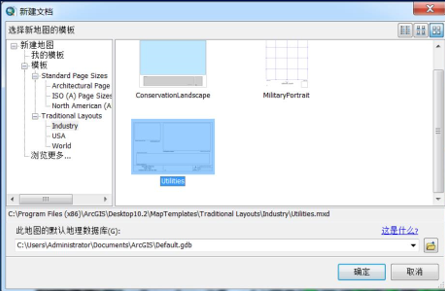 新建文档
选择新地图的模板
新建地图
我的模板
模板
Standard Page Sizes
Architectural Page
ISO (A) Page Sizes
North American (A
Traditional Layouts
Industry
USA
World
浏览更多...
ConservationLandscape
MilitaryPortrait
Utilities
C:\Program Files (x86)\ArcGIS\Desktop10.2\MapTemplates\Traditional Layouts\Industry\Utilities.mxd
此地图的默认地理数据库(G):
这是什么?
C:\Users\Administrator\Documents\ArcGIS\Default.gdb
确定
取消